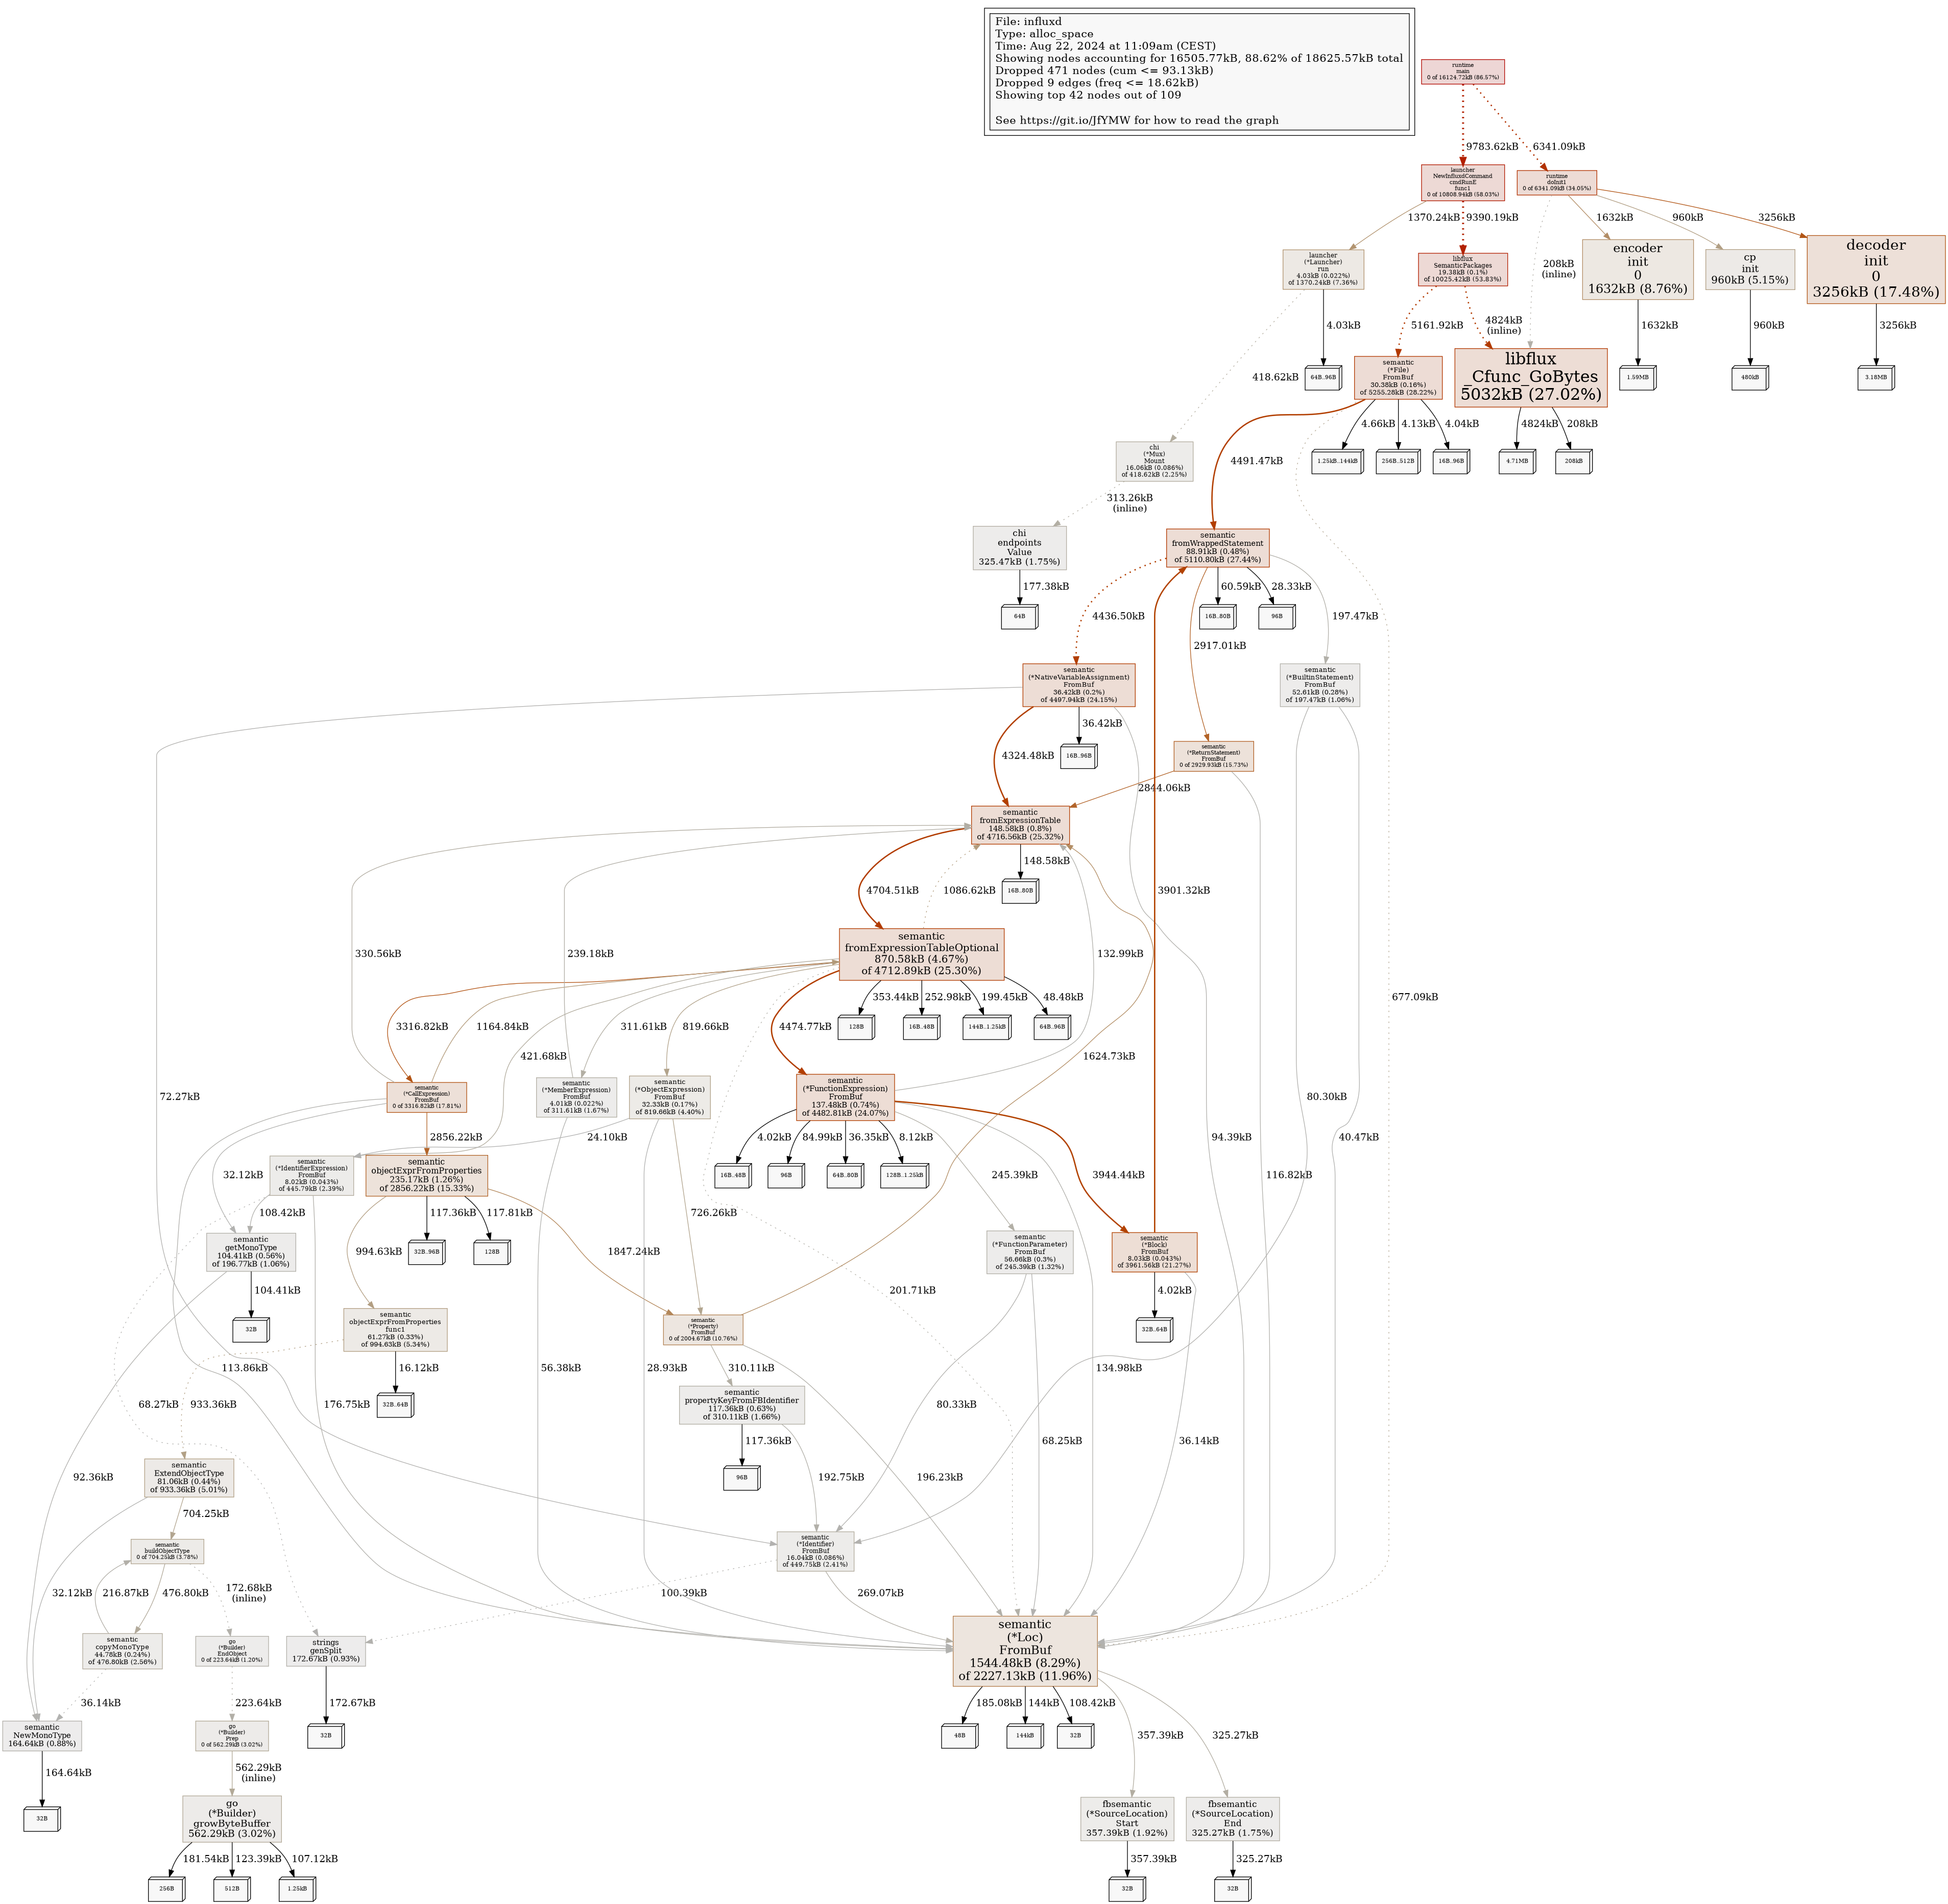 File: influxd
Type: alloc_space
Time: Aug 22, 2024 at 11:09am (CEST)
Showing nodes accounting for 16505.77kB, 88.62% of 18625.57kB total
Dropped 471 nodes (cum <= 93.13kB)
Dropped 9 edges (freq <= 18.62kB)
Showing top 42 nodes out of 109
See https://git.io/JfYMW for how to read the graph
runtime
main
0 of 16124.72kB (86.57%)
9783.62kB
6341.09kB
launcher
NewInfluxdCommand
cmdRunE
func1
0 of 10808.94kB (58.03%)
runtime
doInit1
0 of 6341.09kB (34.05%)
1370.24kB
9390.19kB
208kB
(inline)
1632kB
960kB
3256kB
launcher
(*Launcher)
run
4.03kB (0.022%)
of 1370.24kB (7.36%)
libflux
SemanticPackages
19.38kB (0.1%)
of 10025.42kB (53.83%)
encoder
init
0
1632kB (8.76%)
cp
init
960kB (5.15%)
decoder
init
0
3256kB (17.48%)
418.62kB
4.03kB
5161.92kB
4824kB
(inline)
1632kB
960kB
3256kB
64B..96B
semantic
(*File)
FromBuf
30.38kB (0.16%)
of 5255.28kB (28.22%)
libflux
_Cfunc_GoBytes
5032kB (27.02%)
1.59MB
480kB
3.18MB
4491.47kB
4.66kB
4.13kB
4.04kB
4824kB
208kB
chi
(*Mux)
Mount
16.06kB (0.086%)
of 418.62kB (2.25%)
1.25kB..144kB
256B..512B
16B..96B
4.71MB
208kB
313.26kB
(inline)
chi
endpoints
Value
325.47kB (1.75%)
semantic
fromWrappedStatement
88.91kB (0.48%)
of 5110.80kB (27.44%)
177.38kB
4436.50kB
60.59kB
28.33kB
197.47kB
2917.01kB
64B
16B..80B
96B
semantic
(*NativeVariableAssignment)
FromBuf
36.42kB (0.2%)
of 4497.94kB (24.15%)
semantic
(*BuiltinStatement)
FromBuf
52.61kB (0.28%)
of 197.47kB (1.06%)
36.42kB
4324.48kB
semantic
(*ReturnStatement)
FromBuf
0 of 2929.93kB (15.73%)
16B..96B
2844.06kB
semantic
fromExpressionTable
148.58kB (0.8%)
of 4716.56kB (25.32%)
148.58kB
4704.51kB
1086.62kB
3901.32kB
16B..80B
330.56kB
239.18kB
132.99kB
semantic
fromExpressionTableOptional
870.58kB (4.67%)
of 4712.89kB (25.30%)
677.09kB
353.44kB
252.98kB
199.45kB
48.48kB
128B
16B..48B
144B..1.25kB
64B..96B
3316.82kB
1164.84kB
421.68kB
311.61kB
819.66kB
4474.77kB
1624.73kB
72.27kB
semantic
(*CallExpression)
FromBuf
0 of 3316.82kB (17.81%)
semantic
(*MemberExpression)
FromBuf
4.01kB (0.022%)
of 311.61kB (1.67%)
semantic
(*ObjectExpression)
FromBuf
32.33kB (0.17%)
of 819.66kB (4.40%)
semantic
(*FunctionExpression)
FromBuf
137.48kB (0.74%)
of 4482.81kB (24.07%)
80.30kB
2856.22kB
24.10kB
4.02kB
84.99kB
36.35kB
8.12kB
94.39kB
40.47kB
32.12kB
semantic
(*IdentifierExpression)
FromBuf
8.02kB (0.043%)
of 445.79kB (2.39%)
semantic
objectExprFromProperties
235.17kB (1.26%)
of 2856.22kB (15.33%)
16B..48B
96B
64B..80B
128B..1.25kB
245.39kB
3944.44kB
116.82kB
108.42kB
117.36kB
117.81kB
726.26kB
semantic
getMonoType
104.41kB (0.56%)
of 196.77kB (1.06%)
994.63kB
32B..96B
128B
1847.24kB
semantic
(*FunctionParameter)
FromBuf
56.66kB (0.3%)
of 245.39kB (1.32%)
semantic
(*Block)
FromBuf
8.03kB (0.043%)
of 3961.56kB (21.27%)
104.41kB
201.71kB
4.02kB
32B
semantic
objectExprFromProperties
func1
61.27kB (0.33%)
of 994.63kB (5.34%)
semantic
(*Property)
FromBuf
0 of 2004.67kB (10.76%)
32B..64B
113.86kB
16.12kB
56.38kB
28.93kB
310.11kB
134.98kB
68.27kB
933.36kB
32B..64B
176.75kB
semantic
propertyKeyFromFBIdentifier
117.36kB (0.63%)
of 310.11kB (1.66%)
80.33kB
117.36kB
68.25kB
36.14kB
92.36kB
semantic
ExtendObjectType
81.06kB (0.44%)
of 933.36kB (5.01%)
96B
192.75kB
196.23kB
704.25kB
semantic
buildObjectType
0 of 704.25kB (3.78%)
semantic
(*Identifier)
FromBuf
16.04kB (0.086%)
of 449.75kB (2.41%)
32.12kB
216.87kB
476.80kB
172.68kB
(inline)
100.39kB
269.07kB
semantic
copyMonoType
44.78kB (0.24%)
of 476.80kB (2.56%)
go
(*Builder)
EndObject
0 of 223.64kB (1.20%)
strings
genSplit
172.67kB (0.93%)
semantic
(*Loc)
FromBuf
1544.48kB (8.29%)
of 2227.13kB (11.96%)
36.14kB
223.64kB
172.67kB
185.08kB
144kB
108.42kB
357.39kB
325.27kB
semantic
NewMonoType
164.64kB (0.88%)
go
(*Builder)
Prep
0 of 562.29kB (3.02%)
32B
48B
144kB
32B
164.64kB
562.29kB
(inline)
32B
go
(*Builder)
growByteBuffer
562.29kB (3.02%)
fbsemantic
(*SourceLocation)
Start
357.39kB (1.92%)
fbsemantic
(*SourceLocation)
End
325.27kB (1.75%)
181.54kB
123.39kB
107.12kB
357.39kB
325.27kB
256B
512B
1.25kB
32B
32B